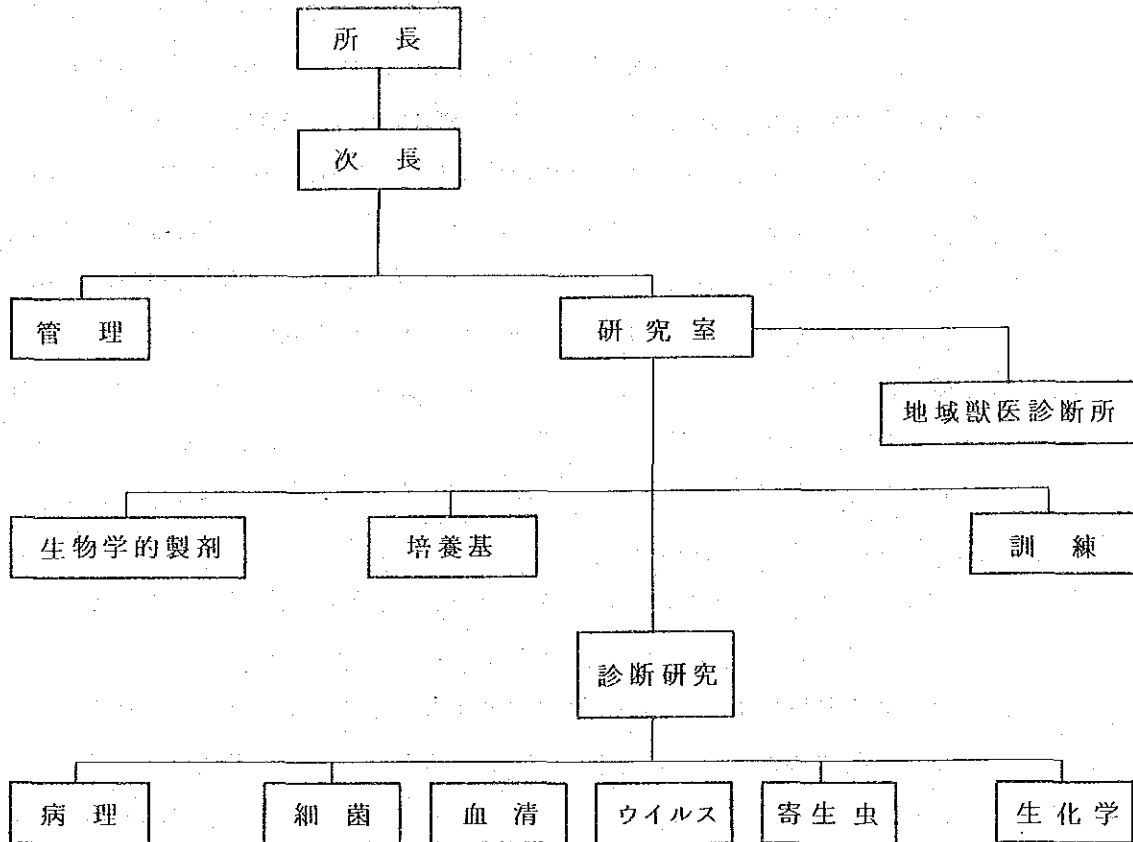 所長
次長
管理
研究室
地域獣医診断所
生物学的製剤
培養基
訓練
診断研究
病理
細菌
血清
ウイルス
寄生虫
生化学